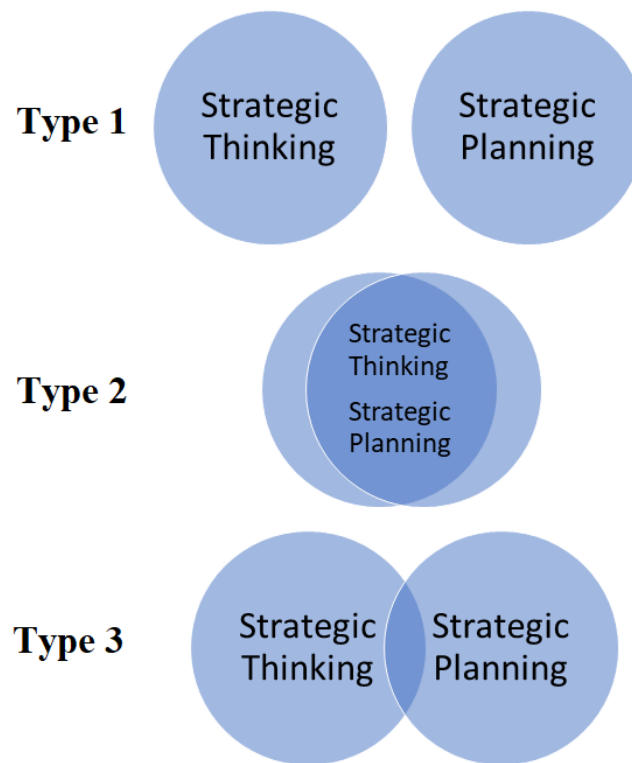 Type 1
Strategic
Thinking
Strategic
Planning
Type 2
Strategic
Thinking
Strategic
Planning
Type 3
Strategic
Thinking
Strategic
Planning